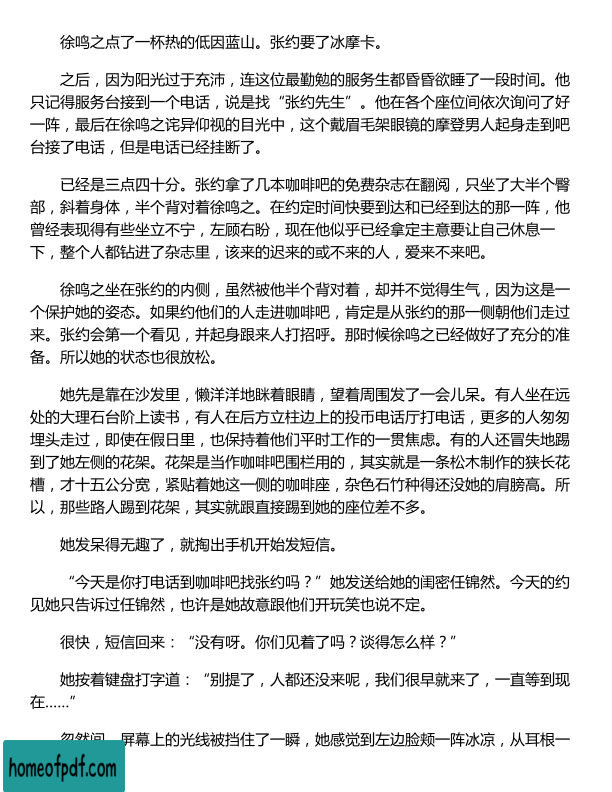 徐鸣之点了一杯热的低因蓝山。张约要了冰摩卡。
之后，因为阳光过于充沛，连这位最勤勉的服务生都昏昏欲睡了一段时间。他
只记得服务台接到一个电话，说是找“张约先生”。他在各个座位间依次询问了好
一阵，最后在徐鸣之诧异仰视的目光中，这个戴眉毛架眼镜的摩登男人起身走到吧
台接了电话，但是电话已经挂断了。
已经是三点四十分。张约拿了几本咖啡吧的免费杂志在翻阅，只坐了大半个臀
部，斜着身体，半个背对着徐鸣之。在约定时间快要到达和已经到达的那一阵，他
曾经表现得有些坐立不宁，左顾右盼，现在他似乎已经拿定主意要让自己休息一
下，整个人都钻进了杂志里，该来的迟来的或不来的人，爱来不来吧。
徐鸣之坐在张约的内侧，虽然被他半个背对着，却并不觉得生气，因为这是一
个保护她的姿态。如果约他们的人走进咖啡吧，肯定是从张约的那一侧朝他们走过
来。张约会第一个看见，并起身跟来人打招呼。那时候徐鸣之已经做好了充分的准
备。所以她的状态也很放松。
她先是靠在沙发里，懒洋洋地眯着眼睛，望着周围发了一会儿呆。有人坐在远
处的大理石台阶上读书，有人在后方立柱边上的投币电话厅打电话，更多的人匆匆
埋头走过，即使在假日里，也保持着他们平时工作的一贯焦虑。有的人还冒失地踢
到了她左侧的花架。花架是当作咖啡吧围栏用的，其实就是一条松木制作的狭长花
槽，才十五公分宽，紧贴着她这一侧的咖啡座，杂色石竹种得还没她的肩膀高。所
以，那些路人踢到花架，其实就跟直接踢到她的座位差不多。
她发呆得无趣了，就掏出手机开始发短信。
“今天是你打电话到咖啡吧找张约吗？”她发送给她的闺密任锦然。今天的约
见她只告诉过任锦然，也许是她故意跟他们开玩笑也说不定。
很快，短信回来：“没有呀。你们见着了吗？谈得怎么样？”
她按着键盘打字道：“别提了，人都还没来呢，我们很早就来了，一直等到现
在……”
忽然间，屏幕上的光线被挡住了一瞬，她感觉到左边脸颊一阵冰凉，从耳根一
homeofpdf.com